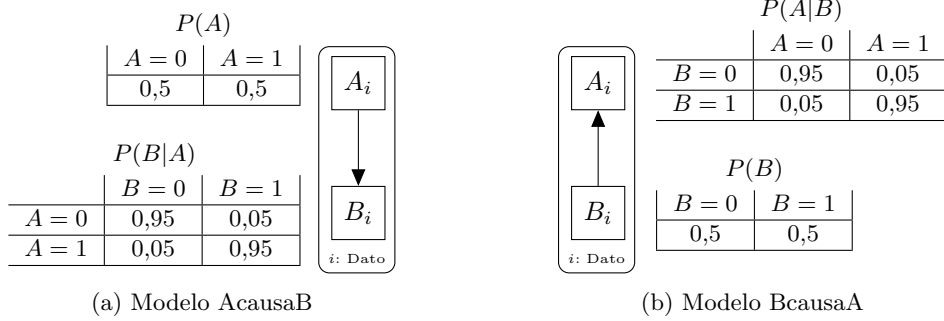 P(A)
A = 0 A = 1
0,5 0,5
P(B|A)
B = 0 B = 1
A = 0 0,95 0,05
A = 1 0,05 0,95
A_i
B_i
i: Dato
(a) Modelo AcausaB
P(A|B)
A = 0 A = 1
B = 0 0,95 0,05
B = 1 0,05 0,95
P(B)
B = 0 B = 1
0,5 0,5
A_i
B_i
i: Dato
(b) Modelo BcausaA